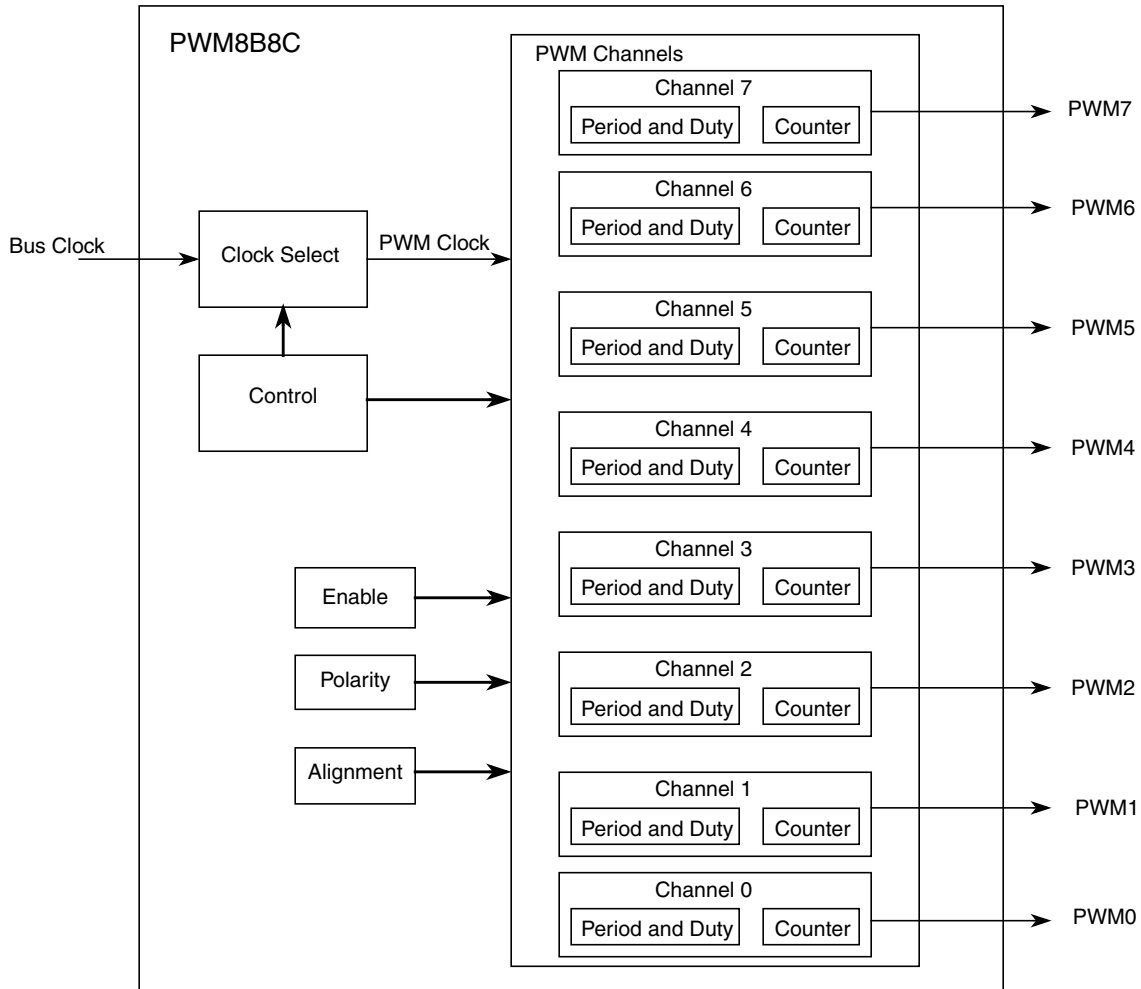 PWM8B8C
PWM Channels
Channel 7
Period and Duty Counter
PWM7
Channel 6
Period and Duty Counter
PWM6
Bus Clock
Clock Select
PWM Clock
Channel 5
Period and Duty Counter
PWM5
Control
Channel 4
Period and Duty Counter
PWM4
Channel 3
Period and Duty Counter
PWM3
Enable
Polarity
Channel 2
Period and Duty Counter
PWM2
Alignment
Channel 1
Period and Duty Counter
PWM1
Channel 0
Period and Duty Counter
PWM0